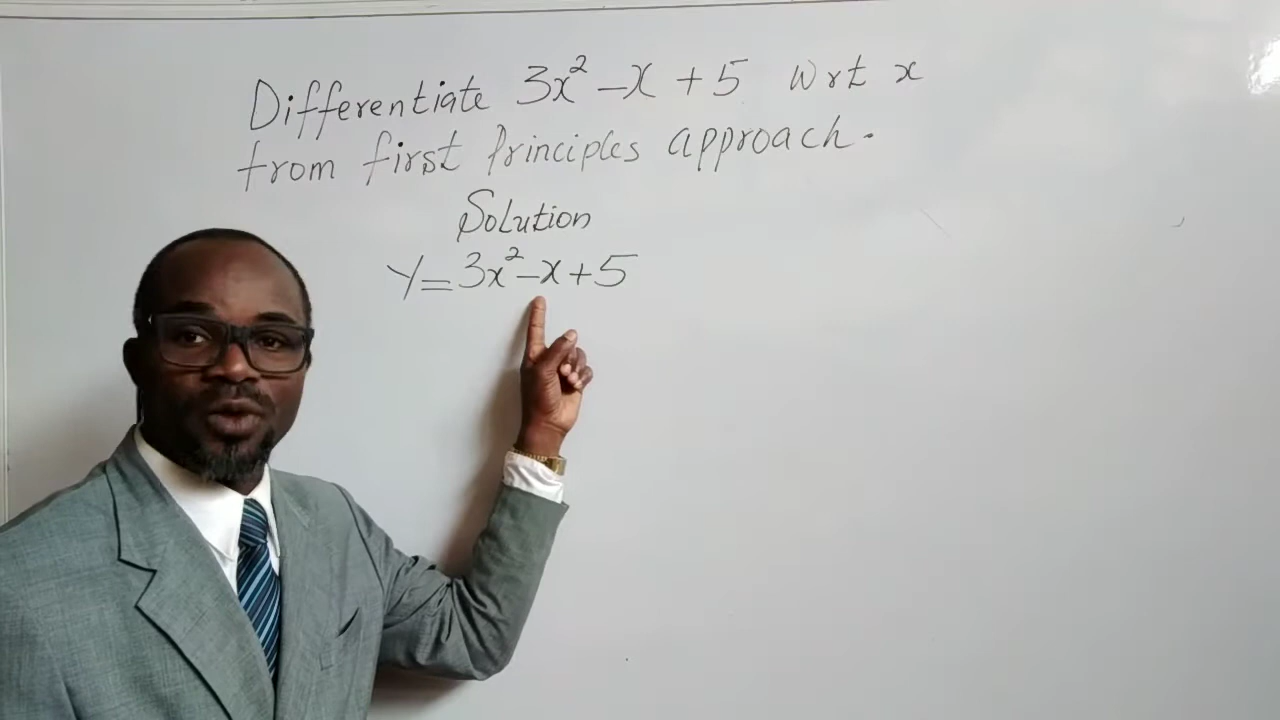 Differentiate 3x² - x + 5 wrt x
from first principles approach.
Solution
y = 3x² - x + 5